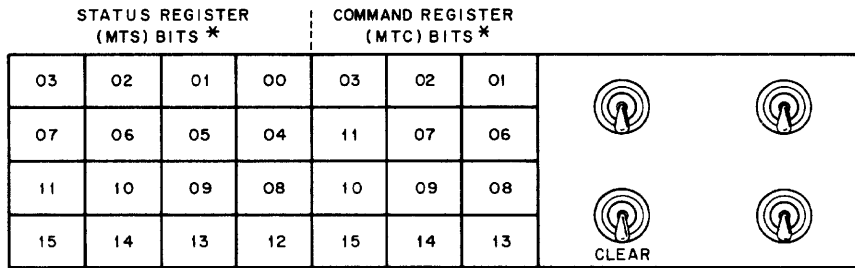 STATUS REGISTER COMMAND REGISTER
(MTS) BITS * (MTC) BITS *
03 02 01 00 03 02 01
07 06 05 04 11 07 06
11 10 09 08 10 09 08
15 14 13 12 15 14 13
CLEAR